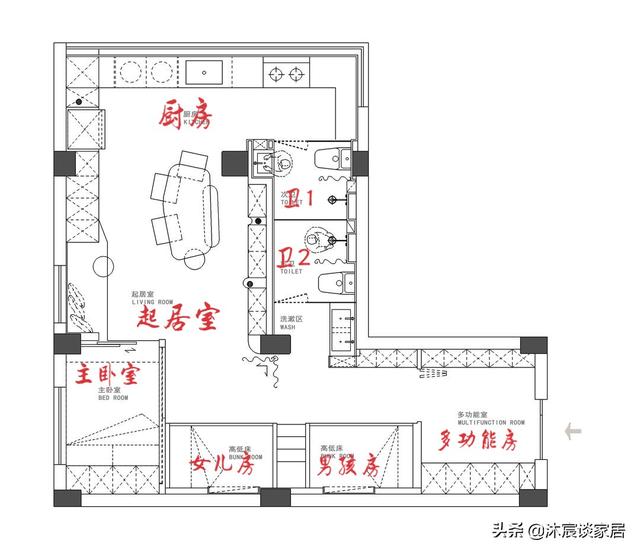 厨房
厨房
KITCHEN
卫1
TOILET
卫2
TOILET
起居室
LIVING ROOM
起居室
洗漱区
WASH
主卧室
主卧室
BED ROOM
多功能室
MULTIFUNCTION ROOM
多功能房
高低床
BUNK ROOM
女儿房
高低床
BUNK ROOM
男孩房
头条 @沐宸谈家居